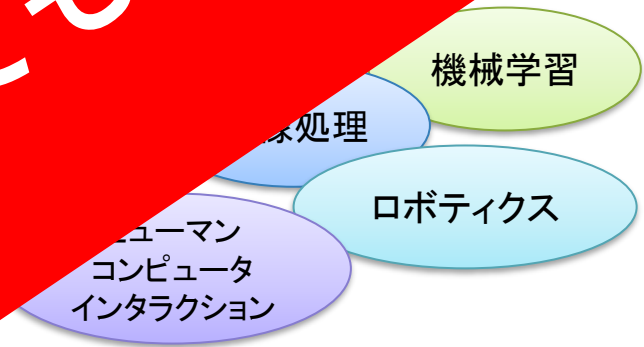 機械学習
像処理
ロボティクス
ヒューマン
コンピュータ
インタラクション